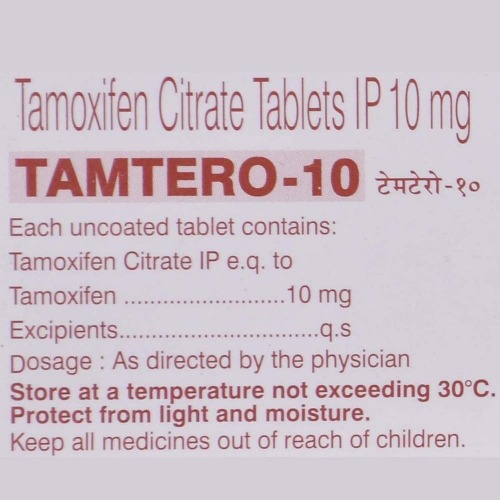 Tamoxifen Citrate Tablets IP 10 mg
TAMTERO-10 टेमटेरो-१०
Each uncoated tablet contains:
Tamoxifen Citrate IP e.q. to
Tamoxifen ........................10 mg
Excipients...............................q.s
Dosage : As directed by the physician
Store at a temperature not exceeding 30°C.
Protect from light and moisture.
Keep all medicines out of reach of children.